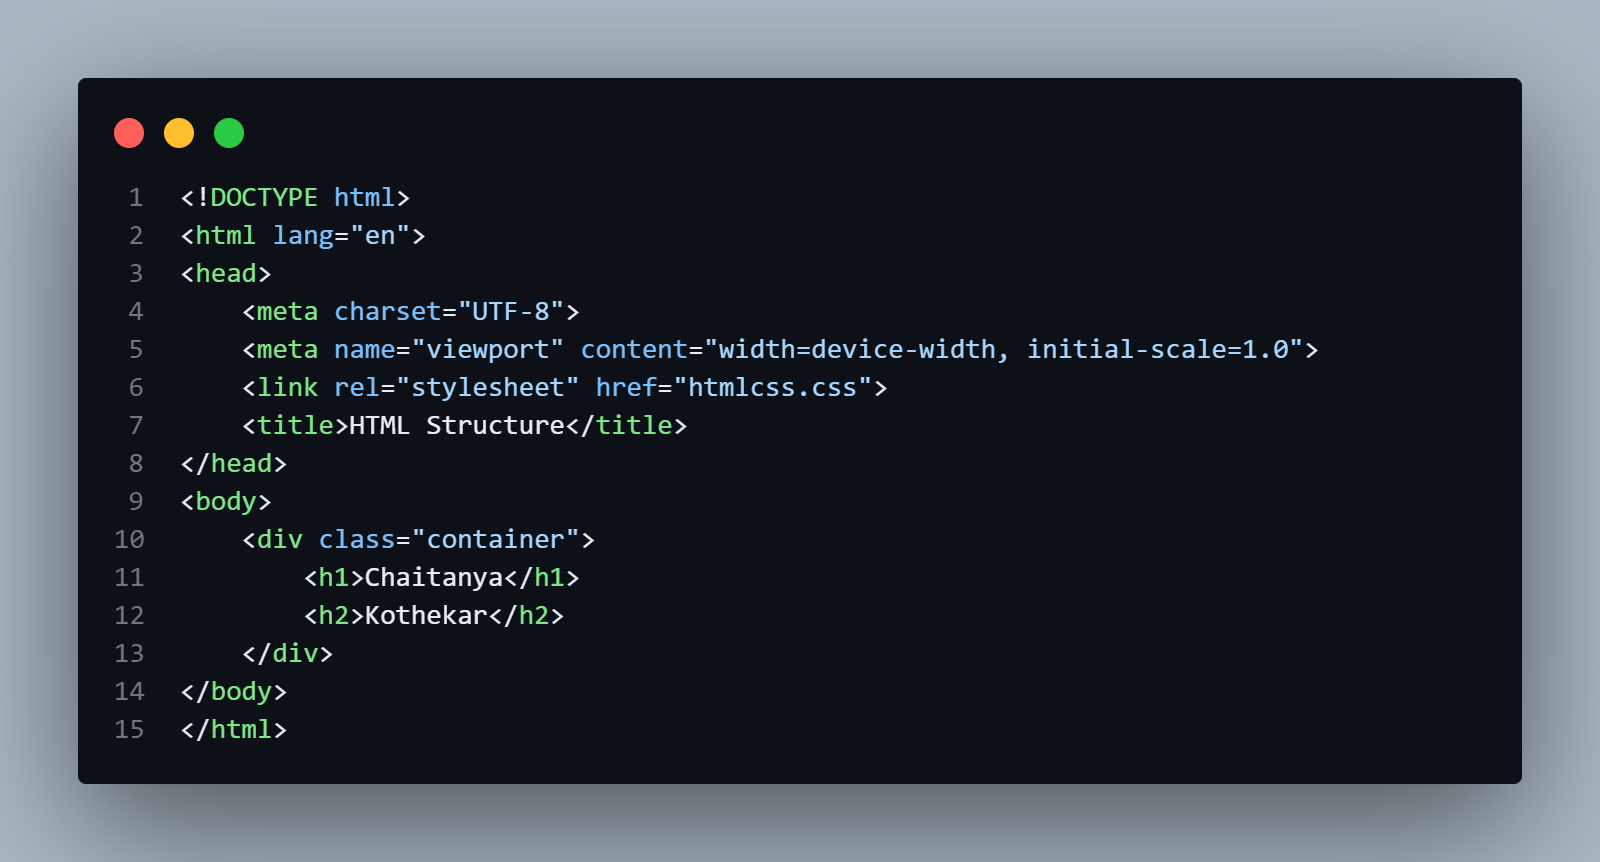 1 <!DOCTYPE html>
2 <html lang="en">
3 <head>
4     <meta charset="UTF-8">
5     <meta name="viewport" content="width=device-width, initial-scale=1.0">
6     <link rel="stylesheet" href="htmlcss.css">
7     <title>HTML Structure</title>
8 </head>
9 <body>
10     <div class="container">
11         <h1>Chaitanya</h1>
12         <h2>Kothekar</h2>
13     </div>
14 </body>
15 </html>